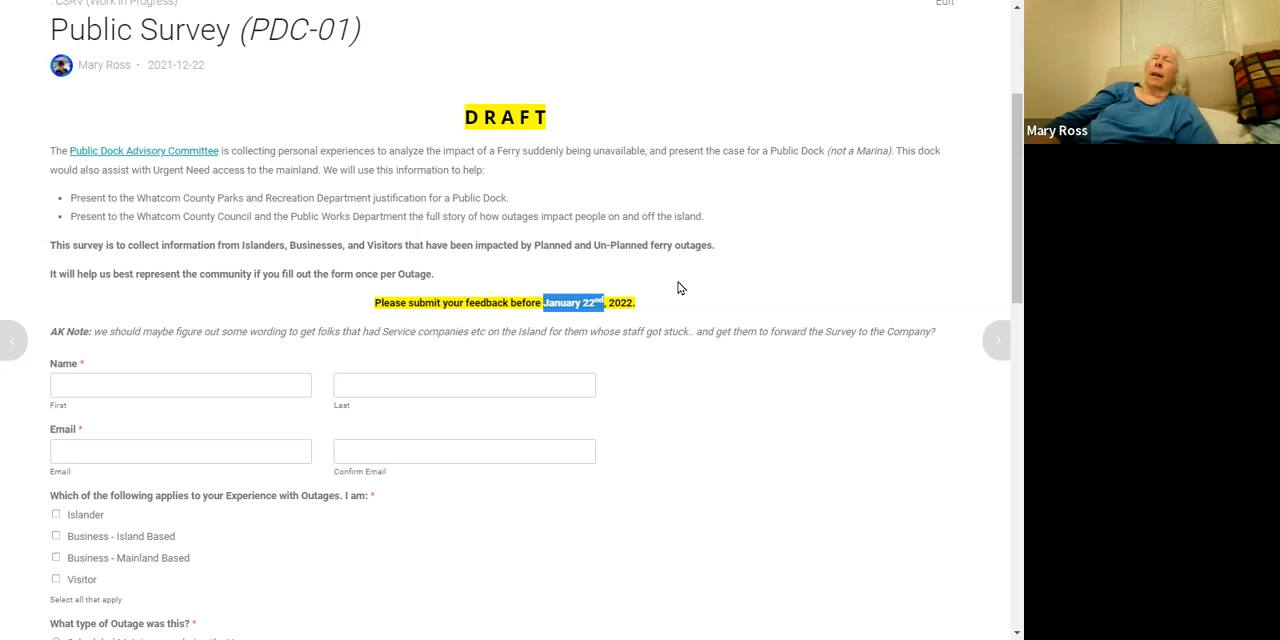 : CSRV (Work in Progress)
Edit
Public Survey (PDC-01)
Mary Ross • 2021-12-22
D R A F T
The Public Dock Advisory Committee is collecting personal experiences to analyze the impact of a Ferry suddenly being unavailable, and present the case for a Public Dock (not a Marina). This dock
would also assist with Urgent Need access to the mainland. We will use this information to help:
• Present to the Whatcom County Parks and Recreation Department justification for a Public Dock.
• Present to the Whatcom County Council and the Public Works Department the full story of how outages impact people on and off the island.
This survey is to collect information from Islanders, Businesses, and Visitors that have been impacted by Planned and Un-Planned ferry outages.
It will help us best represent the community if you fill out the form once per Outage.
Please submit your feedback before January 22nd, 2022.
AK Note: we should maybe figure out some wording to get folks that had Service companies etc on the Island for them whose staff got stuck.. and get them to forward the Survey to the Company?
Name *
First
Last
Email *
Email
Confirm Email
Which of the following applies to your Experience with Outages. I am: *
Islander
Business - Island Based
Business - Mainland Based
Visitor
Select all that apply
What type of Outage was this? *
Mary Ross